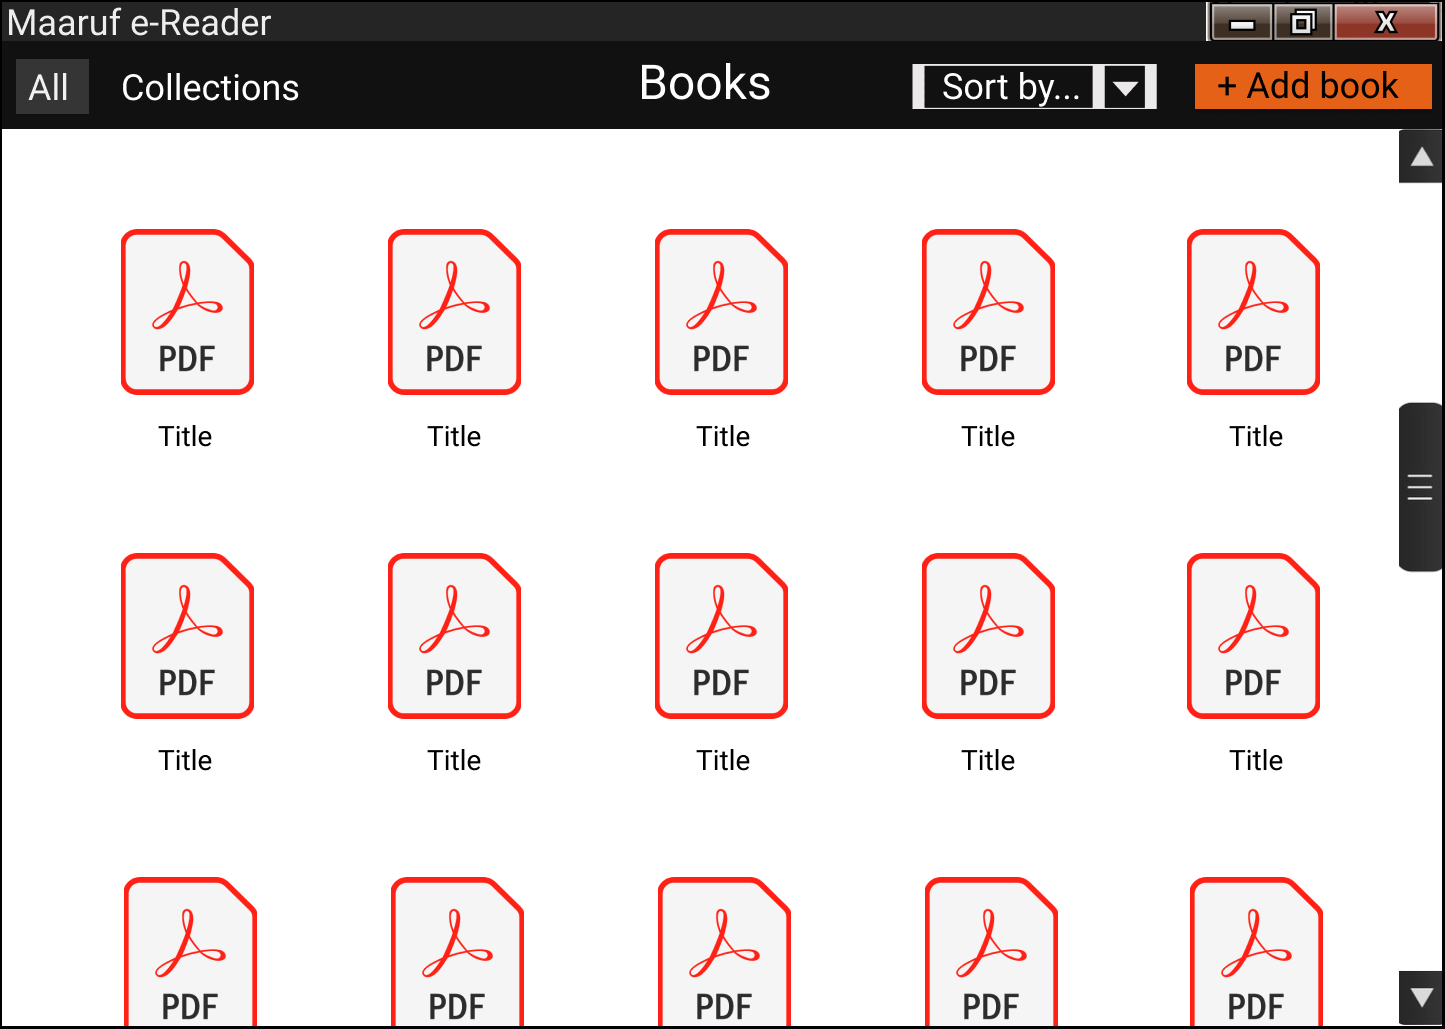 Maaruf e-Reader
X
All Collections Books Sort by... + Add book
PDF PDF PDF PDF PDF
Title Title Title Title Title
PDF PDF PDF PDF PDF
Title Title Title Title Title
PDF PDF PDF PDF PDF